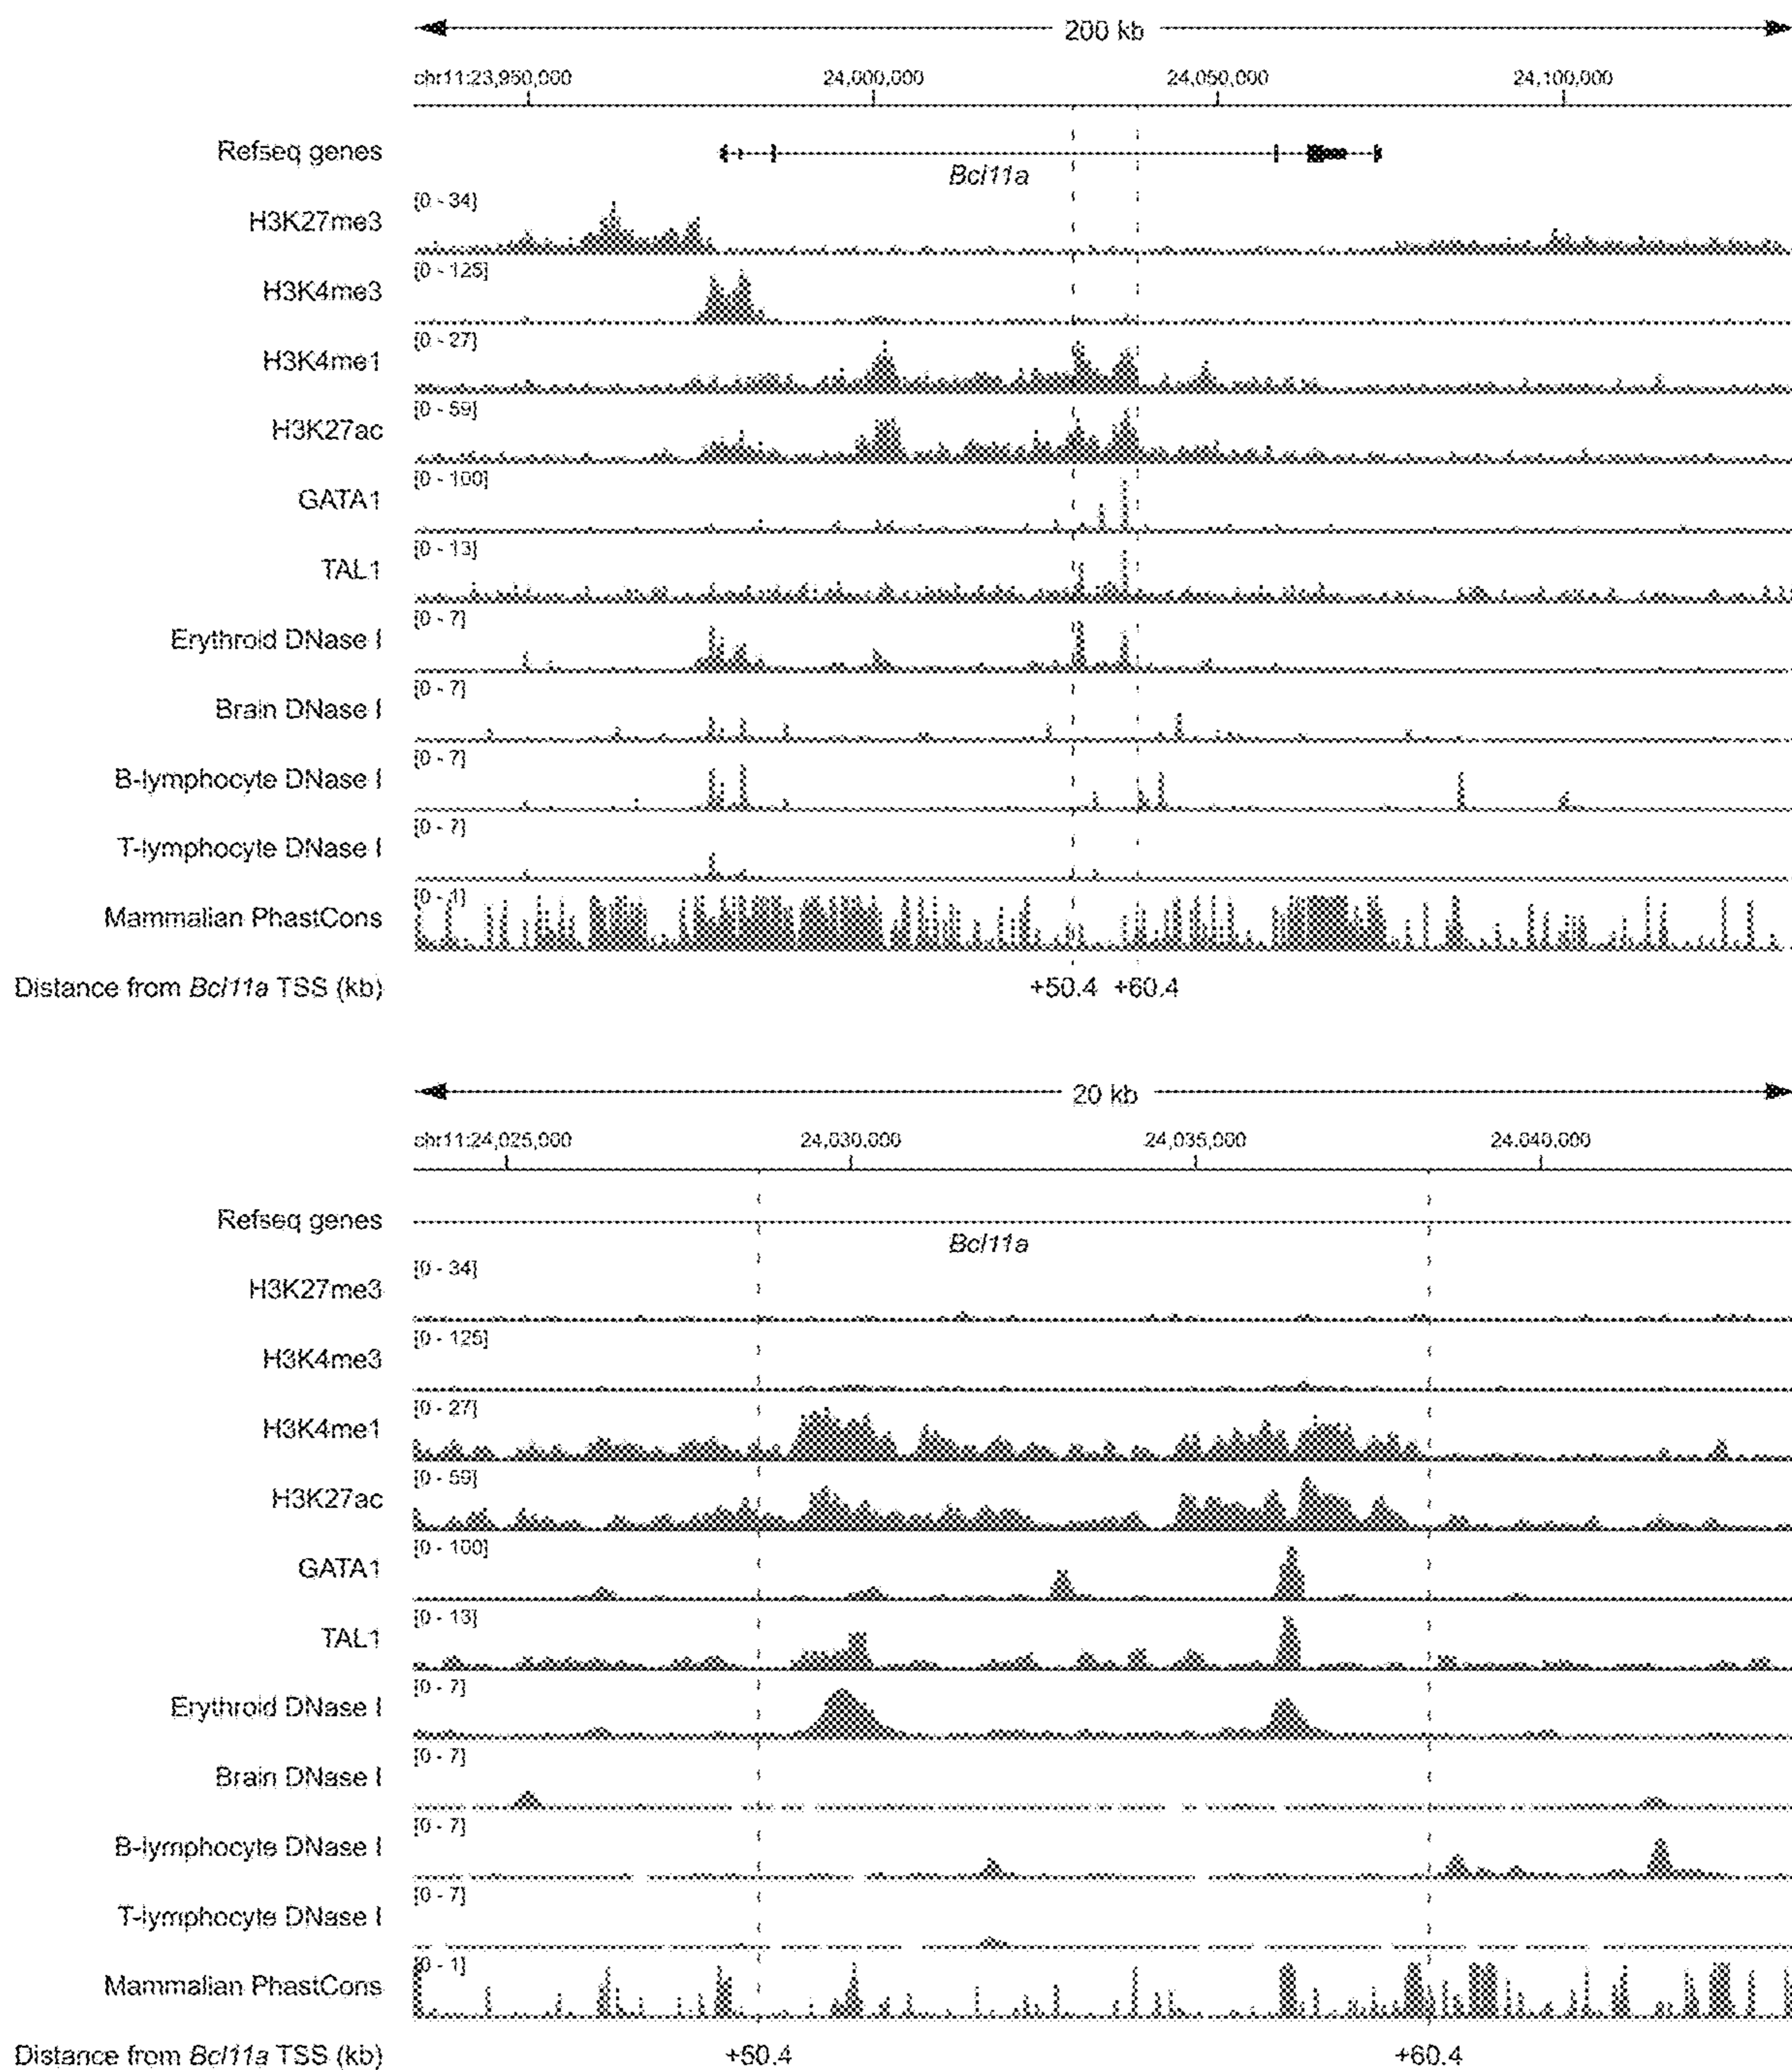 200 kb
chr11:23,950,000 24,000,000 24,050,000 24,100,000
Refseq genes
Bcl11a
[0 - 34]
H3K27me3
[0 - 125]
H3K4me3
[0 - 27]
H3K4me1
[0 - 59]
H3K27ac
[0 - 100]
GATA1
[0 - 13]
TAL1
[0 - 7]
Erythroid DNase I
[0 - 7]
Brain DNase I
[0 - 7]
B-lymphocyte DNase I
[0 - 7]
T-lymphocyte DNase I
[0 - 1]
Mammalian PhastCons
Distance from Bcl11a TSS (kb) +50.4 +60.4
20 kb
chr11:24,025,000 24,030,000 24,035,000 24,040,000
Refseq genes
Bcl11a
[0 - 34]
H3K27me3
[0 - 125]
H3K4me3
[0 - 27]
H3K4me1
[0 - 59]
H3K27ac
[0 - 100]
GATA1
[0 - 13]
TAL1
[0 - 7]
Erythroid DNase I
[0 - 7]
Brain DNase I
[0 - 7]
B-lymphocyte DNase I
[0 - 7]
T-lymphocyte DNase I
[0 - 1]
Mammalian PhastCons
Distance from Bcl11a TSS (kb) +50.4 +60.4